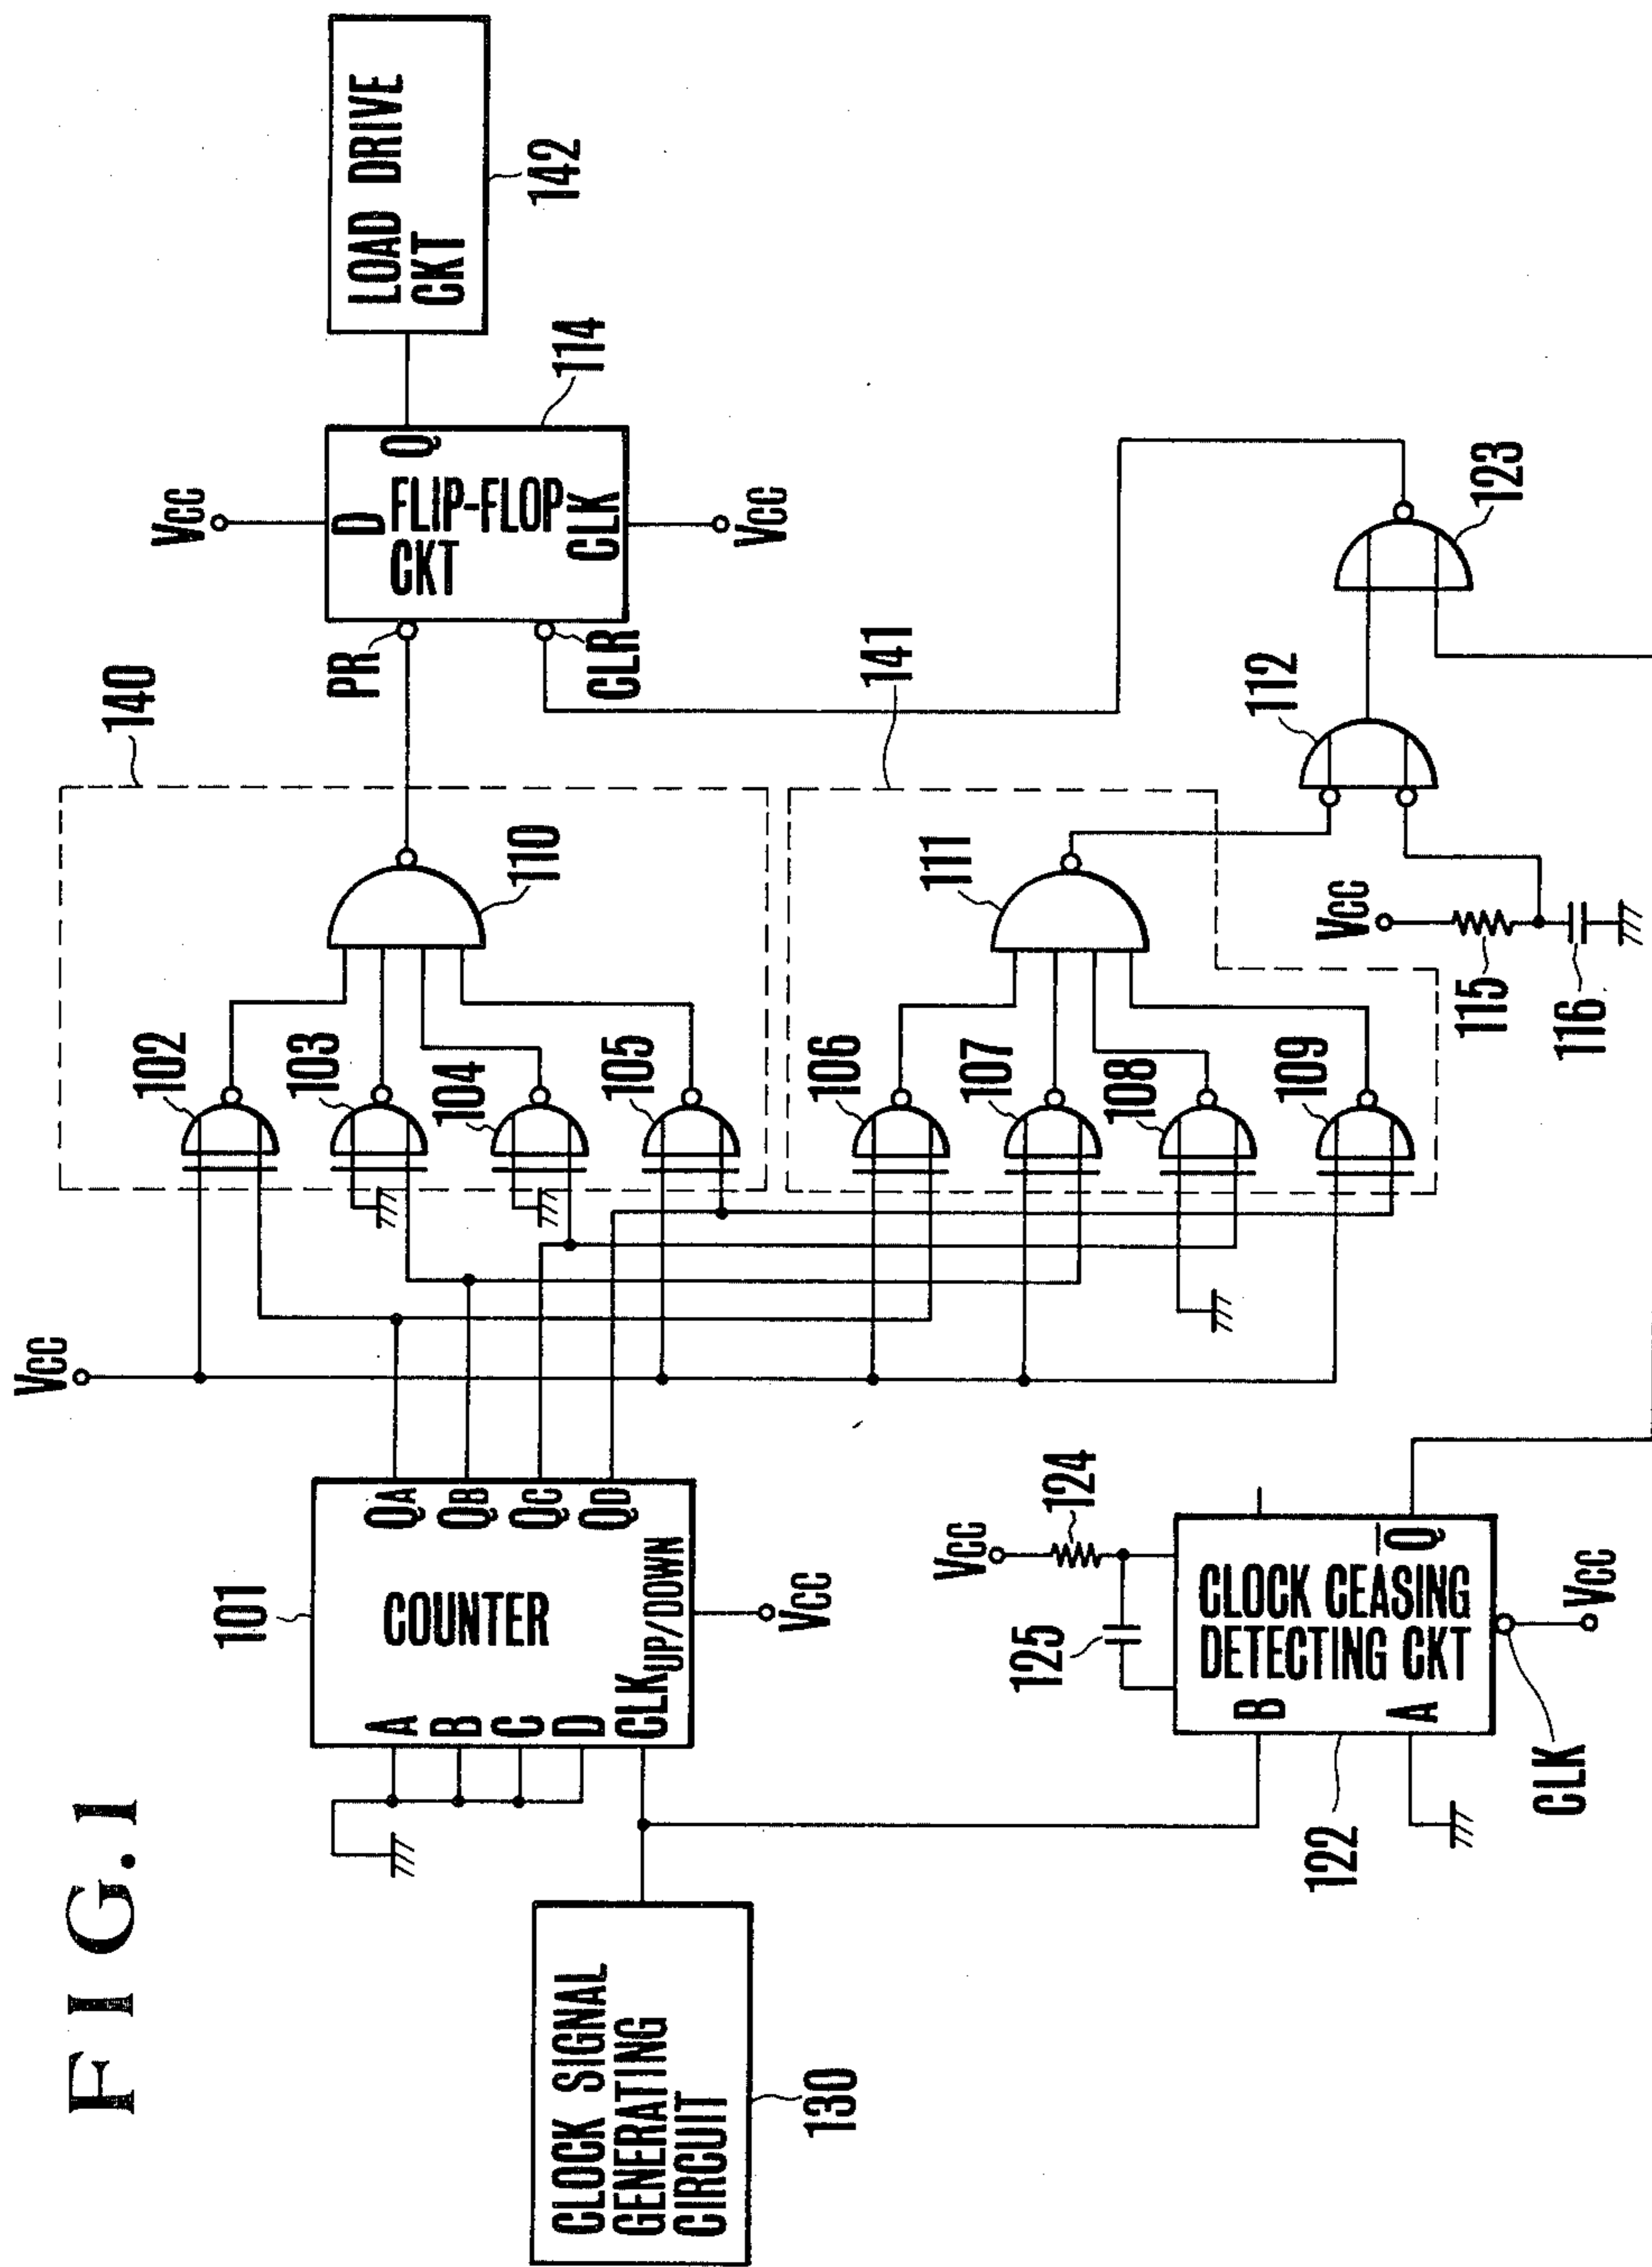 FIG.1
CLOCK SIGNAL
GENERATING
CIRCUIT
130
101
COUNTER
A
B
C
D
CLK
UP/DOWN
QA
QB
QC
QD
VCC
VCC
140
102
103
104
105
110
141
106
107
108
109
111
VCC
115
116
112
123
PR
CLR
VCC
D
Q
FLIP-FLOP
CKT
CLK
VCC
114
LOAD DRIVE
CKT
142
VCC
124
125
B
A
Q̅
CLOCK CEASING
DETECTING CKT
122
CLK
VCC